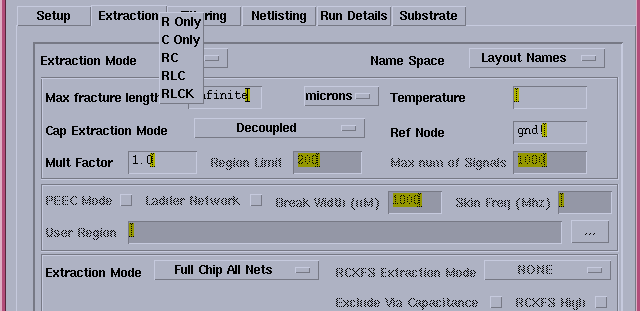 Setup Extraction Filtering Netlisting Run Details Substrate
R Only
C Only
RC
RLC
RLCK
Extraction Mode Name Space Layout Names
Max fracture length infinite microns Temperature
Cap Extraction Mode Decoupled Ref Node gnd!
Mult Factor 1.0 Region Limit 200 Max num of Signals 1000
PEEC Mode Ladder Network Break Width (uM) 1000 Skin Freq (Mhz)
User Region ...
Extraction Mode Full Chip All Nets RCXFS Extraction Mode NONE
Exclude Via Capacitance RCXFS High